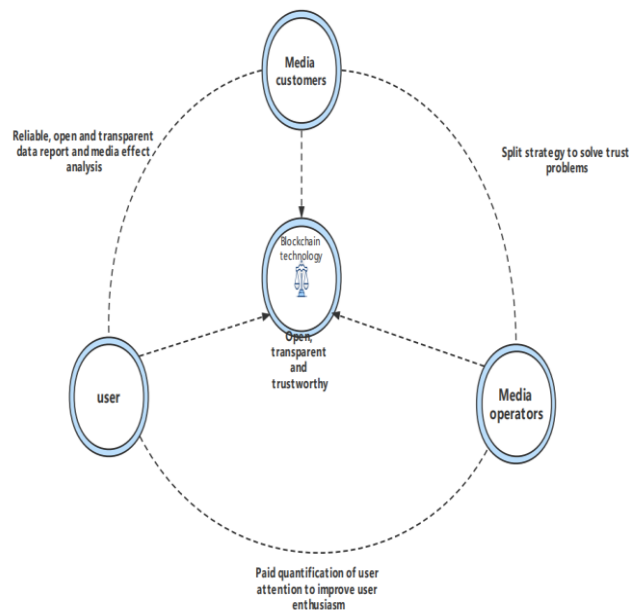 Media
customers
Reliable, open and transparent
data report and media effect
analysis
Split strategy to solve trust
problems
Blockchain
technology
Open,
transparent
and
trustworthy
user
Media
operators
Paid quantification of user
attention to improve user
enthusiasm